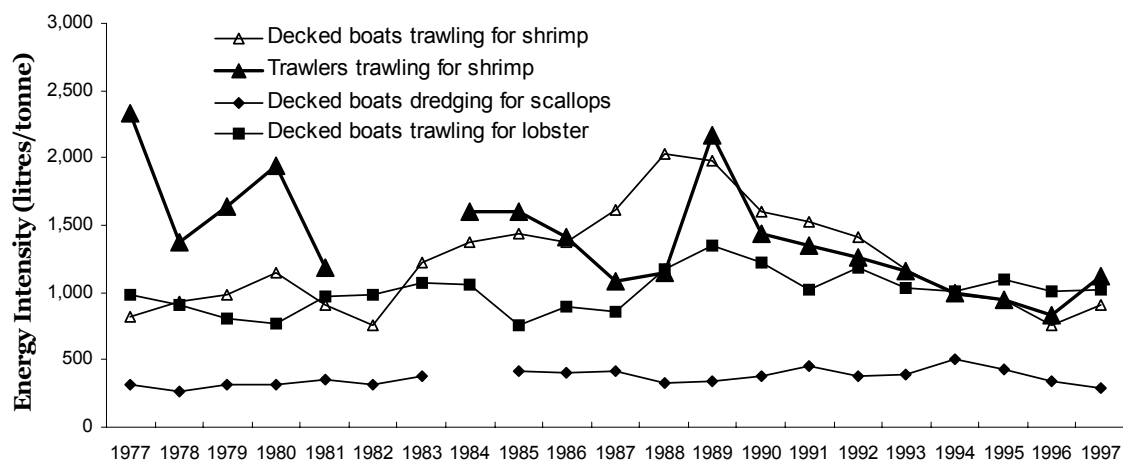 3,000
2,500
2,000
1,500
1,000
500
0
Energy Intensity (litres/tonne)
Decked boats trawling for shrimp
Trawlers trawling for shrimp
Decked boats dredging for scallops
Decked boats trawling for lobster
1977 1978 1979 1980 1981 1982 1983 1984 1985 1986 1987 1988 1989 1990 1991 1992 1993 1994 1995 1996 1997